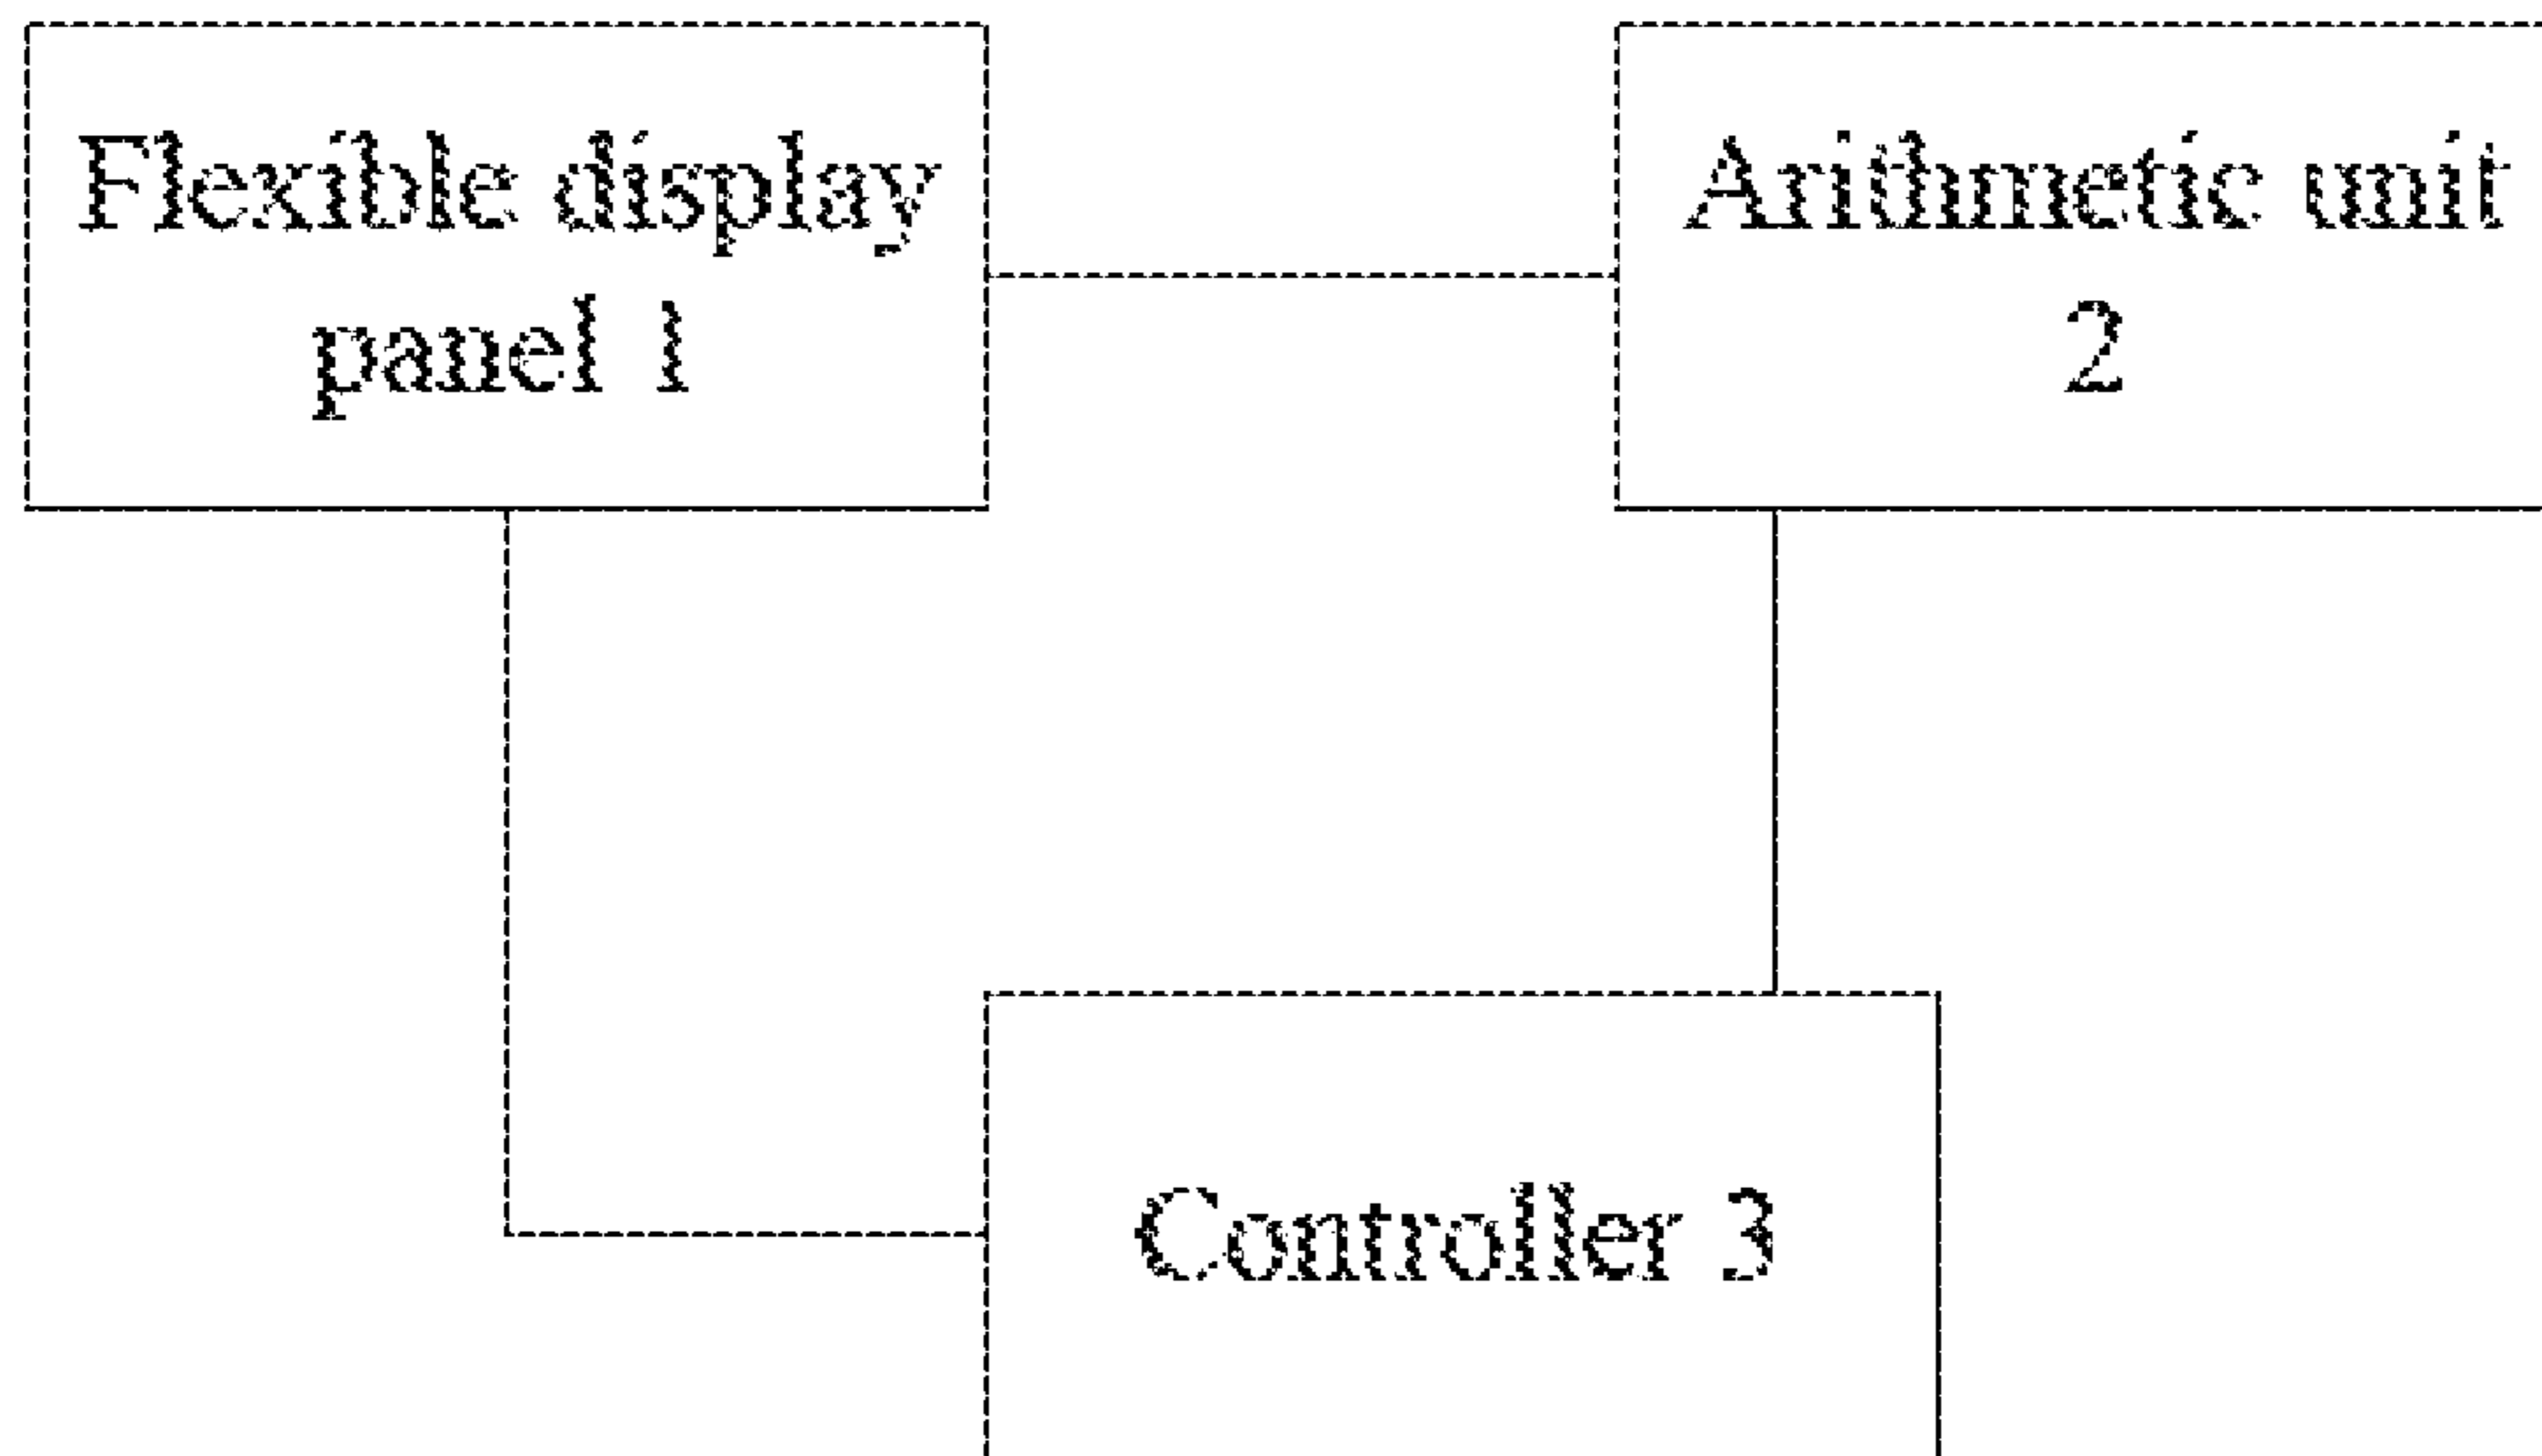 Flexible display
panel 1
Arithmetic unit
2
Controller 3